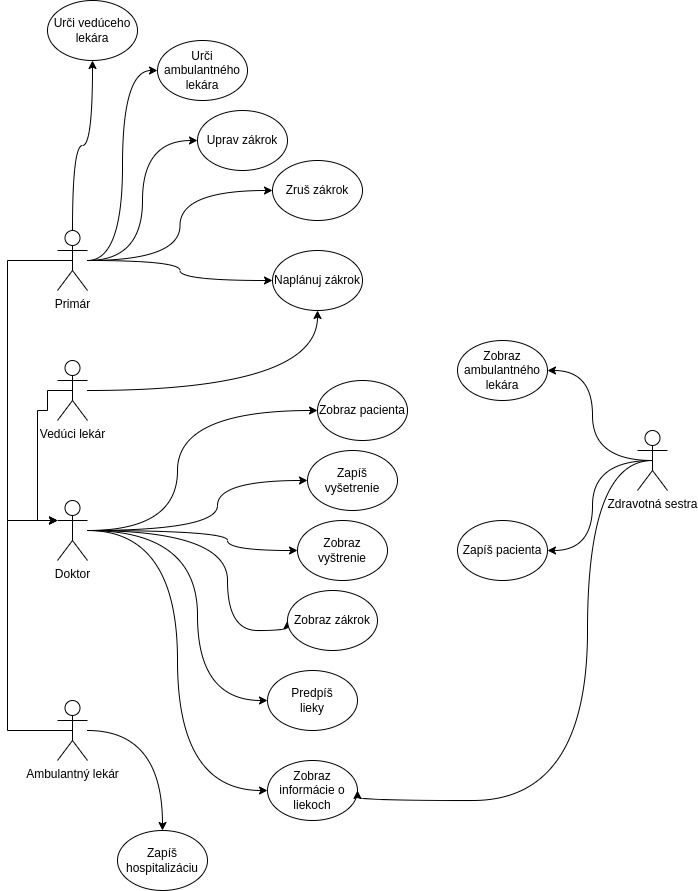 Urči vedúceho
lekára
Urči
ambulantného
lekára
Uprav zákrok
Zruš zákrok
Primár
Naplánuj zákrok
Zobraz
ambulantného
lekára
Vedúci lekár
Zobraz pacienta
Zapíš
vyšetrenie
Zdravotná sestra
Zobraz
vyštrenie
Zapíš pacienta
Doktor
Zobraz zákrok
Predpíš
lieky
Ambulantný lekár
Zobraz
informácie o
liekoch
Zapíš
hospitalizáciu